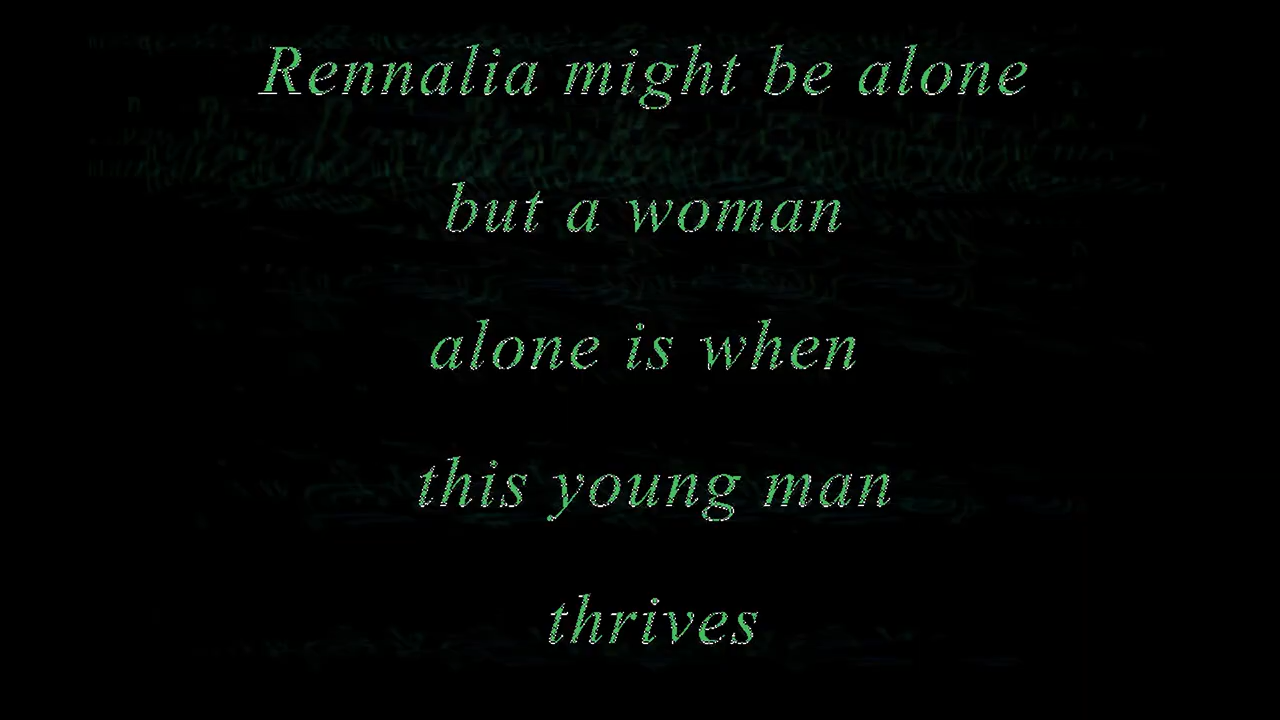 Rennalia might be alone
but a woman
alone is when
this young man
thrives